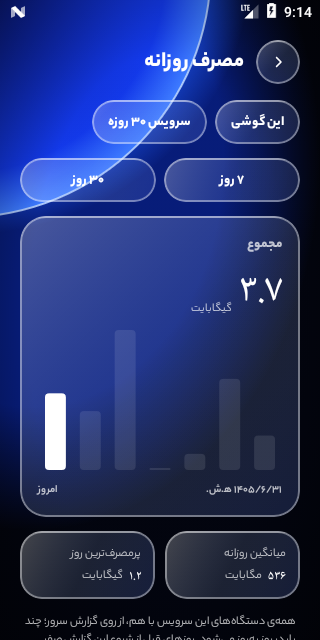 9:14
LTE
مصرف روزانه
این گوشی
سرویس ۳۰ روزه
۷ روز
۳۰ روز
مجموع
۳.۷ گیگابایت
۱۴۰۵/۶/۳۱ ه‍.ش.
امروز
میانگین روزانه
۵۳۶ مگابایت
پرمصرف‌ترین روز
۱.۲ گیگابایت
همه‌ی دستگاه‌های این سرویس با هم، از روی گزارش سرور؛ چند